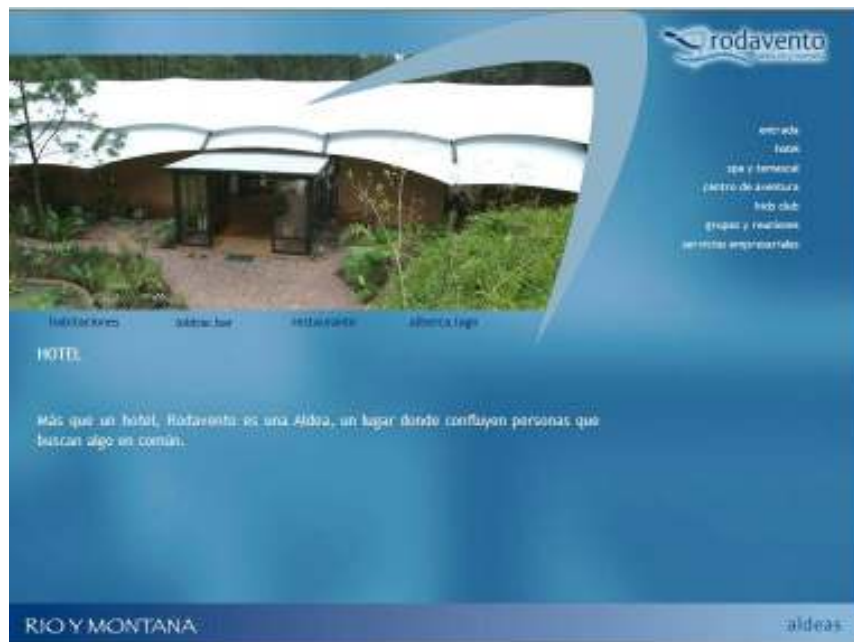 rodavento
entrada
hotel
spa y temazcal
centro de aventura
kids club
grupos y reuniones
servicios empresariales
habitaciones
restaurante
alberca.lago
HOTEL
Más que un hotel, Rodavento es una Aldea, un lugar donde confluyen personas que
buscan algo en común.
RIO Y MONTANA
aldeas